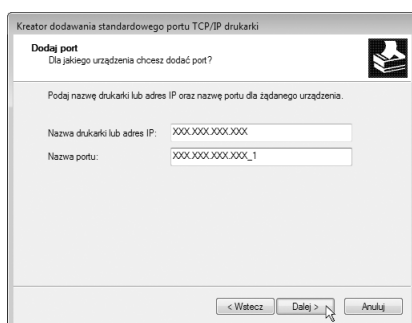 Kreator dodawania standardowego portu TCP/IP drukarki
Dodaj port
Dla jakiego urządzenia chcesz dodać port?
Podaj nazwę drukarki lub adres IP oraz nazwę portu dla żądanego urządzenia.
Nazwa drukarki lub adres IP: XXX.XXX.XXX.XXX
Nazwa portu: XXX.XXX.XXX.XXX_1
< Wstecz Dalej > Anuluj